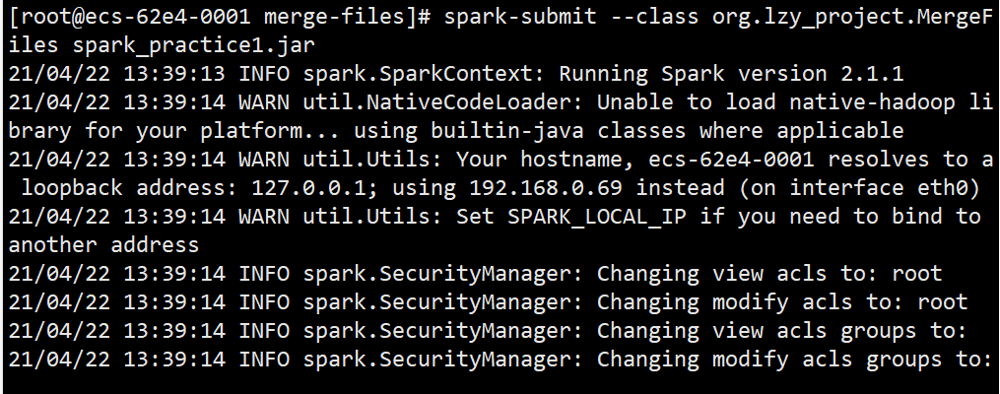 [root@ecs-62e4-0001 merge-files]# spark-submit --class org.lzy_project.MergeF
iles spark_practice1.jar
21/04/22 13:39:13 INFO spark.SparkContext: Running Spark version 2.1.1
21/04/22 13:39:14 WARN util.NativeCodeLoader: Unable to load native-hadoop li
brary for your platform... using builtin-java classes where applicable
21/04/22 13:39:14 WARN util.Utils: Your hostname, ecs-62e4-0001 resolves to a
 loopback address: 127.0.0.1; using 192.168.0.69 instead (on interface eth0)
21/04/22 13:39:14 WARN util.Utils: Set SPARK_LOCAL_IP if you need to bind to
another address
21/04/22 13:39:14 INFO spark.SecurityManager: Changing view acls to: root
21/04/22 13:39:14 INFO spark.SecurityManager: Changing modify acls to: root
21/04/22 13:39:14 INFO spark.SecurityManager: Changing view acls groups to:
21/04/22 13:39:14 INFO spark.SecurityManager: Changing modify acls groups to: